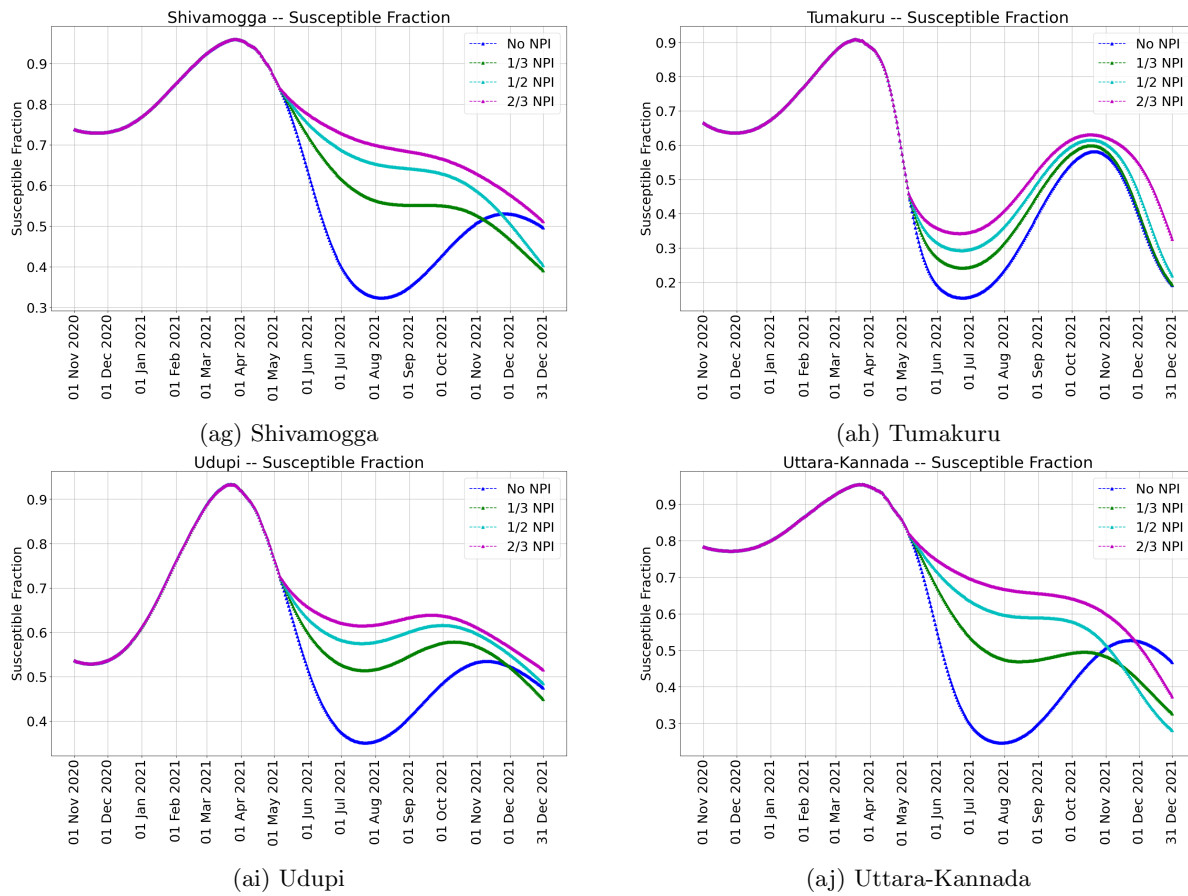 Shivamogga -- Susceptible Fraction
Susceptible Fraction
0.9
0.8
0.7
0.6
0.5
0.4
0.3
No NPI
1/3 NPI
1/2 NPI
2/3 NPI
01 Nov 2020
01 Dec 2020
01 Jan 2021
01 Feb 2021
01 Mar 2021
01 Apr 2021
01 May 2021
01 Jun 2021
01 Jul 2021
01 Aug 2021
01 Sep 2021
01 Oct 2021
01 Nov 2021
01 Dec 2021
31 Dec 2021
(ag) Shivamogga
Tumakuru -- Susceptible Fraction
Susceptible Fraction
0.9
0.8
0.7
0.6
0.5
0.4
0.3
0.2
No NPI
1/3 NPI
1/2 NPI
2/3 NPI
01 Nov 2020
01 Dec 2020
01 Jan 2021
01 Feb 2021
01 Mar 2021
01 Apr 2021
01 May 2021
01 Jun 2021
01 Jul 2021
01 Aug 2021
01 Sep 2021
01 Oct 2021
01 Nov 2021
01 Dec 2021
31 Dec 2021
(ah) Tumakuru
Udupi -- Susceptible Fraction
Susceptible Fraction
0.9
0.8
0.7
0.6
0.5
0.4
No NPI
1/3 NPI
1/2 NPI
2/3 NPI
01 Nov 2020
01 Dec 2020
01 Jan 2021
01 Feb 2021
01 Mar 2021
01 Apr 2021
01 May 2021
01 Jun 2021
01 Jul 2021
01 Aug 2021
01 Sep 2021
01 Oct 2021
01 Nov 2021
01 Dec 2021
31 Dec 2021
(ai) Udupi
Uttara-Kannada -- Susceptible Fraction
Susceptible Fraction
0.9
0.8
0.7
0.6
0.5
0.4
0.3
No NPI
1/3 NPI
1/2 NPI
2/3 NPI
01 Nov 2020
01 Dec 2020
01 Jan 2021
01 Feb 2021
01 Mar 2021
01 Apr 2021
01 May 2021
01 Jun 2021
01 Jul 2021
01 Aug 2021
01 Sep 2021
01 Oct 2021
01 Nov 2021
01 Dec 2021
31 Dec 2021
(aj) Uttara-Kannada